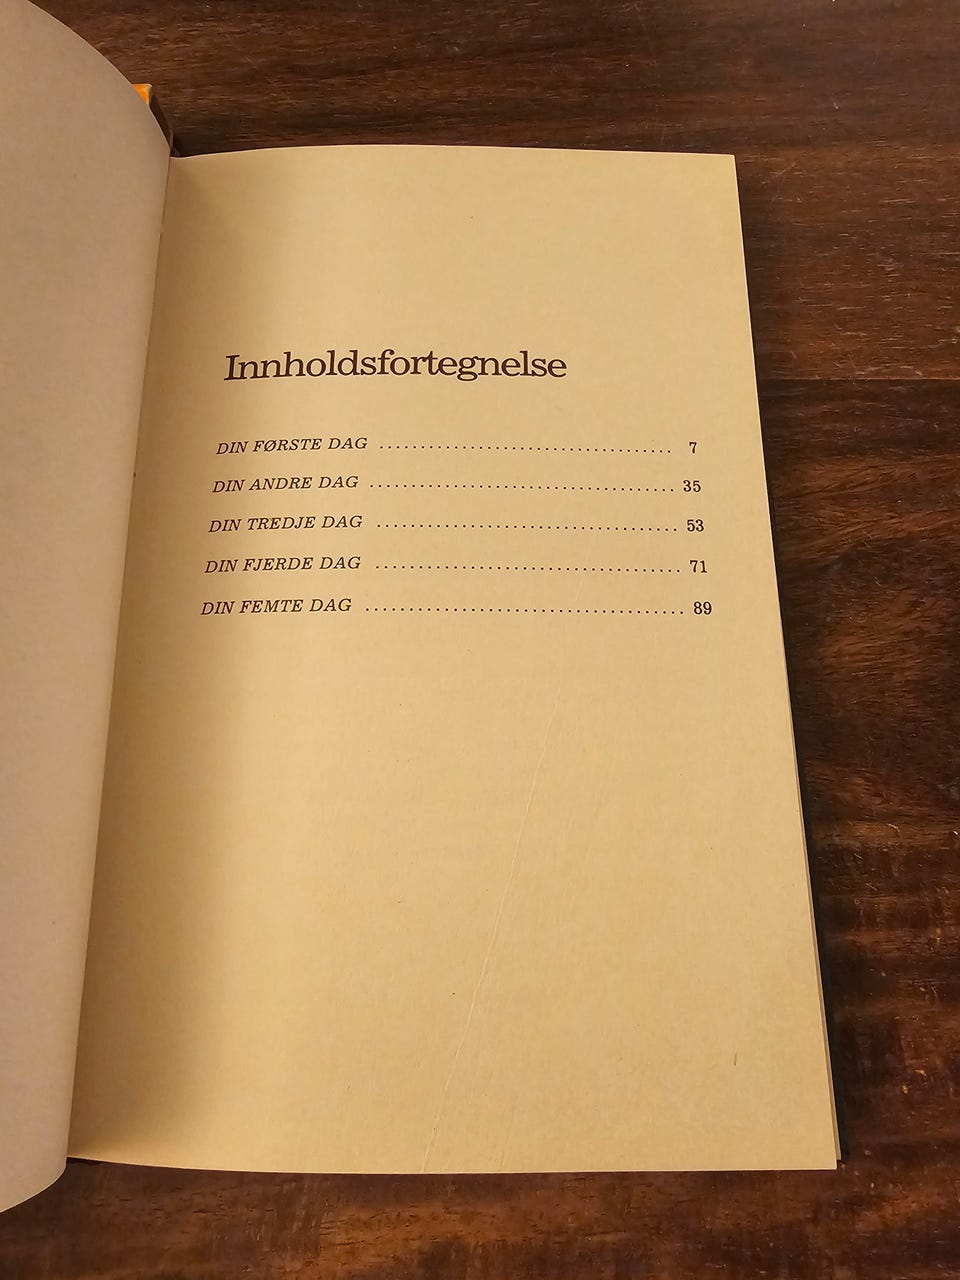 Innholdsfortegnelse
DIN FØRSTE DAG .................................... 7
DIN ANDRE DAG ...................................... 35
DIN TREDJE DAG ..................................... 53
DIN FJERDE DAG ...................................... 71
DIN FEMTE DAG ....................................... 89